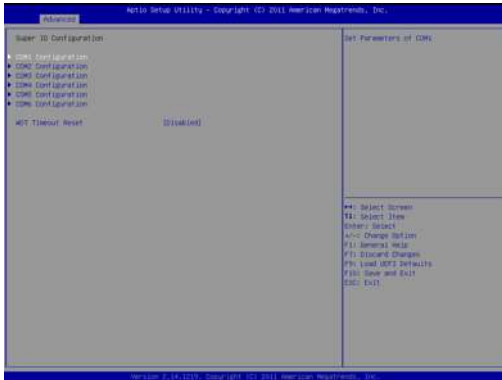 Aptio Setup Utility - Copyright (C) 2011 American Megatrends, Inc.
Advanced
Super IO Configuration
COM1 Configuration
COM2 Configuration
COM3 Configuration
COM4 Configuration
COM5 Configuration
COM6 Configuration
WDT Timeout Reset [Disabled]
Set Parameters of COMs
→←: Select Screen
↑↓: Select Item
Enter: Select
+/-: Change Option
F1: General Help
F7: Discard Changes
F9: Load UEFI Defaults
F10: Save and Exit
ESC: Exit
Version 2.14.1219. Copyright (C) 2011 American Megatrends, Inc.